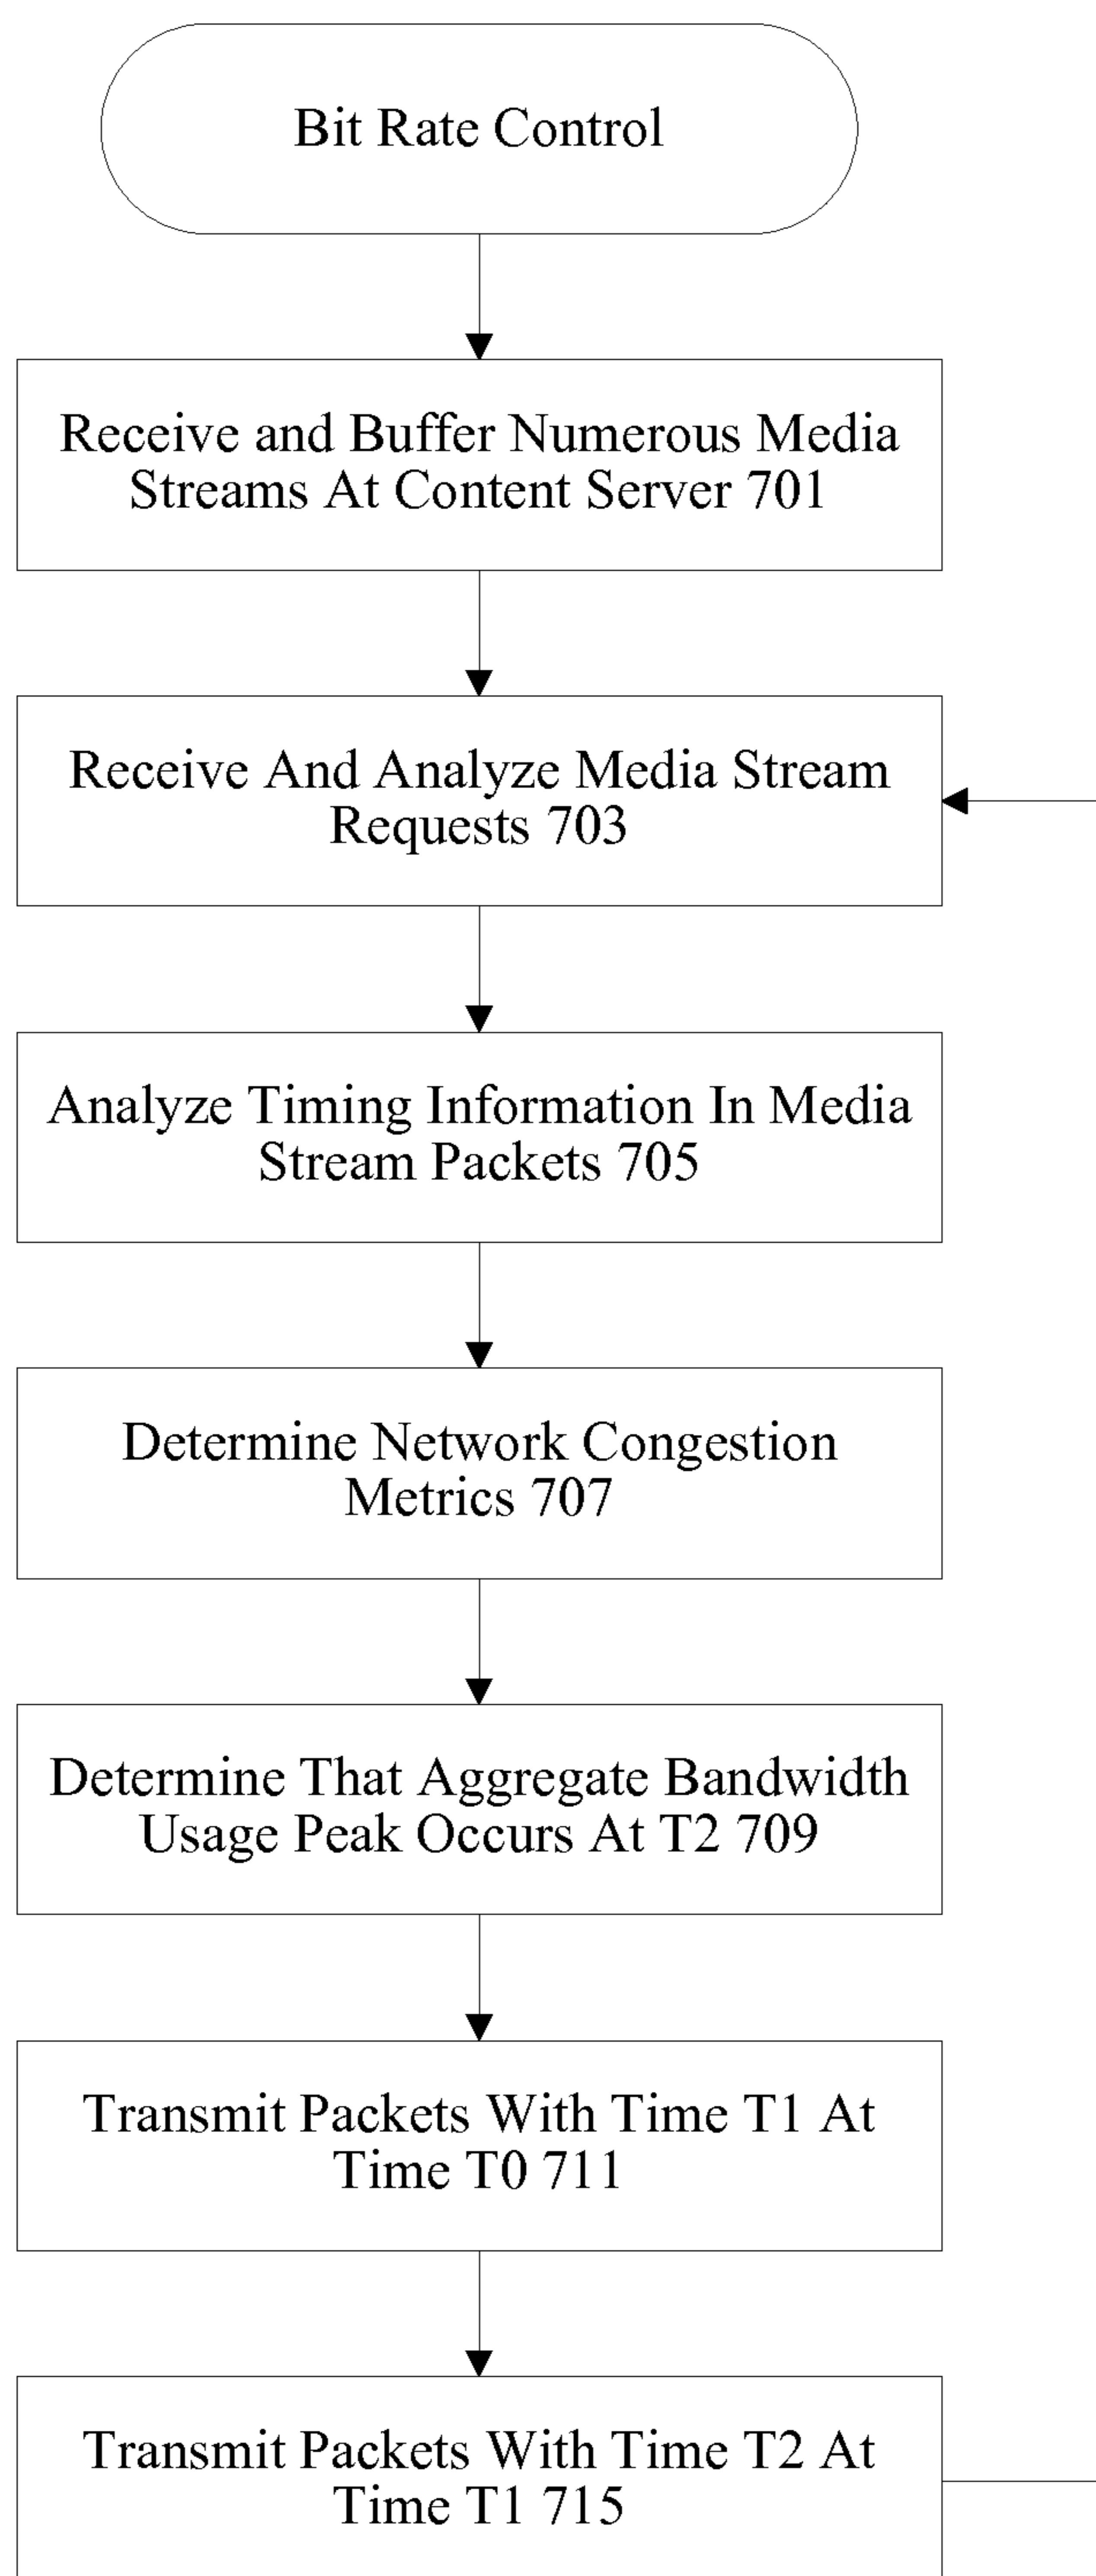 Bit Rate Control
Receive and Buffer Numerous Media
Streams At Content Server 701
Receive And Analyze Media Stream
Requests 703
Analyze Timing Information In Media
Stream Packets 705
Determine Network Congestion
Metrics 707
Determine That Aggregate Bandwidth
Usage Peak Occurs At T2 709
Transmit Packets With Time T1 At
Time T0 711
Transmit Packets With Time T2 At
Time T1 715